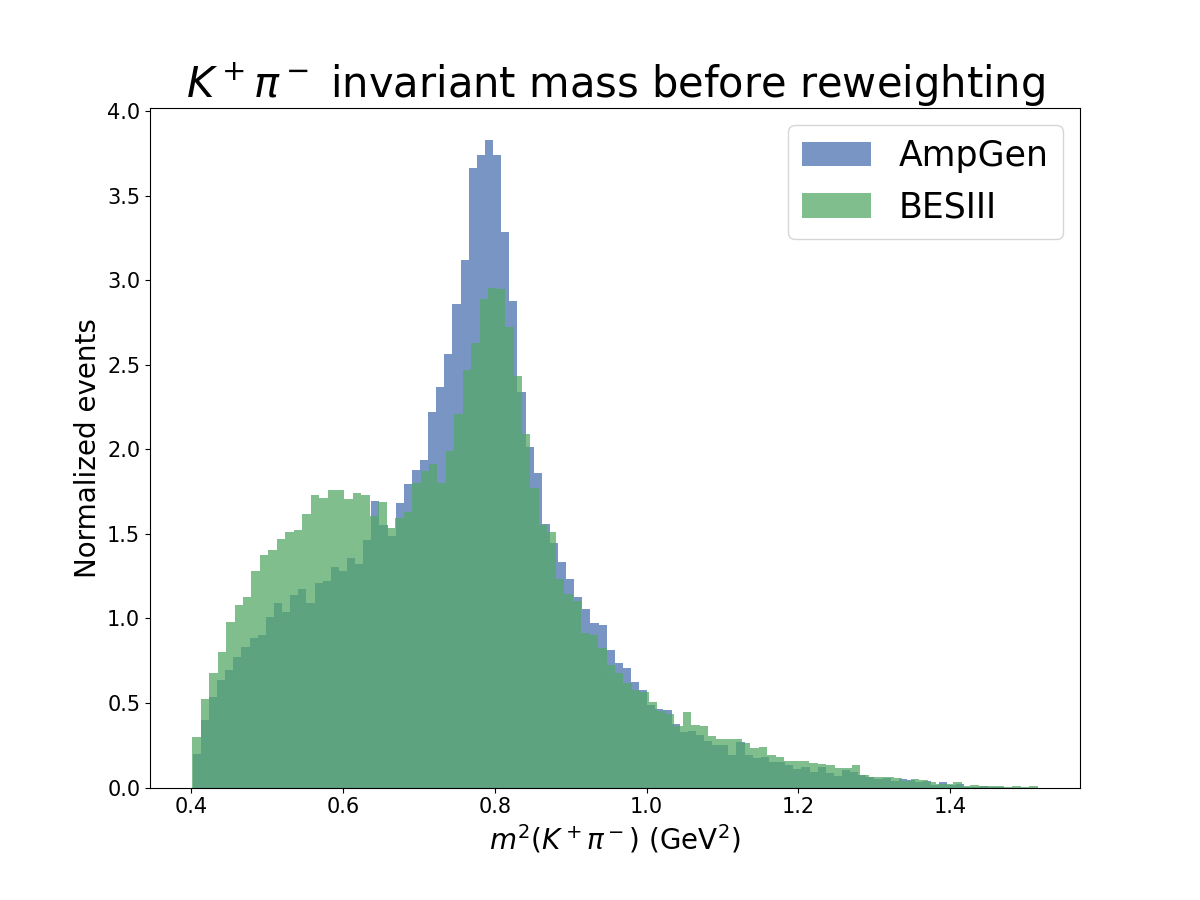 K⁺π⁻ invariant mass before reweighting
AmpGen
BESIII
Normalized events
4.0
3.5
3.0
2.5
2.0
1.5
1.0
0.5
0.0
0.4 0.6 0.8 1.0 1.2 1.4
m²(K⁺π⁻) (GeV²)